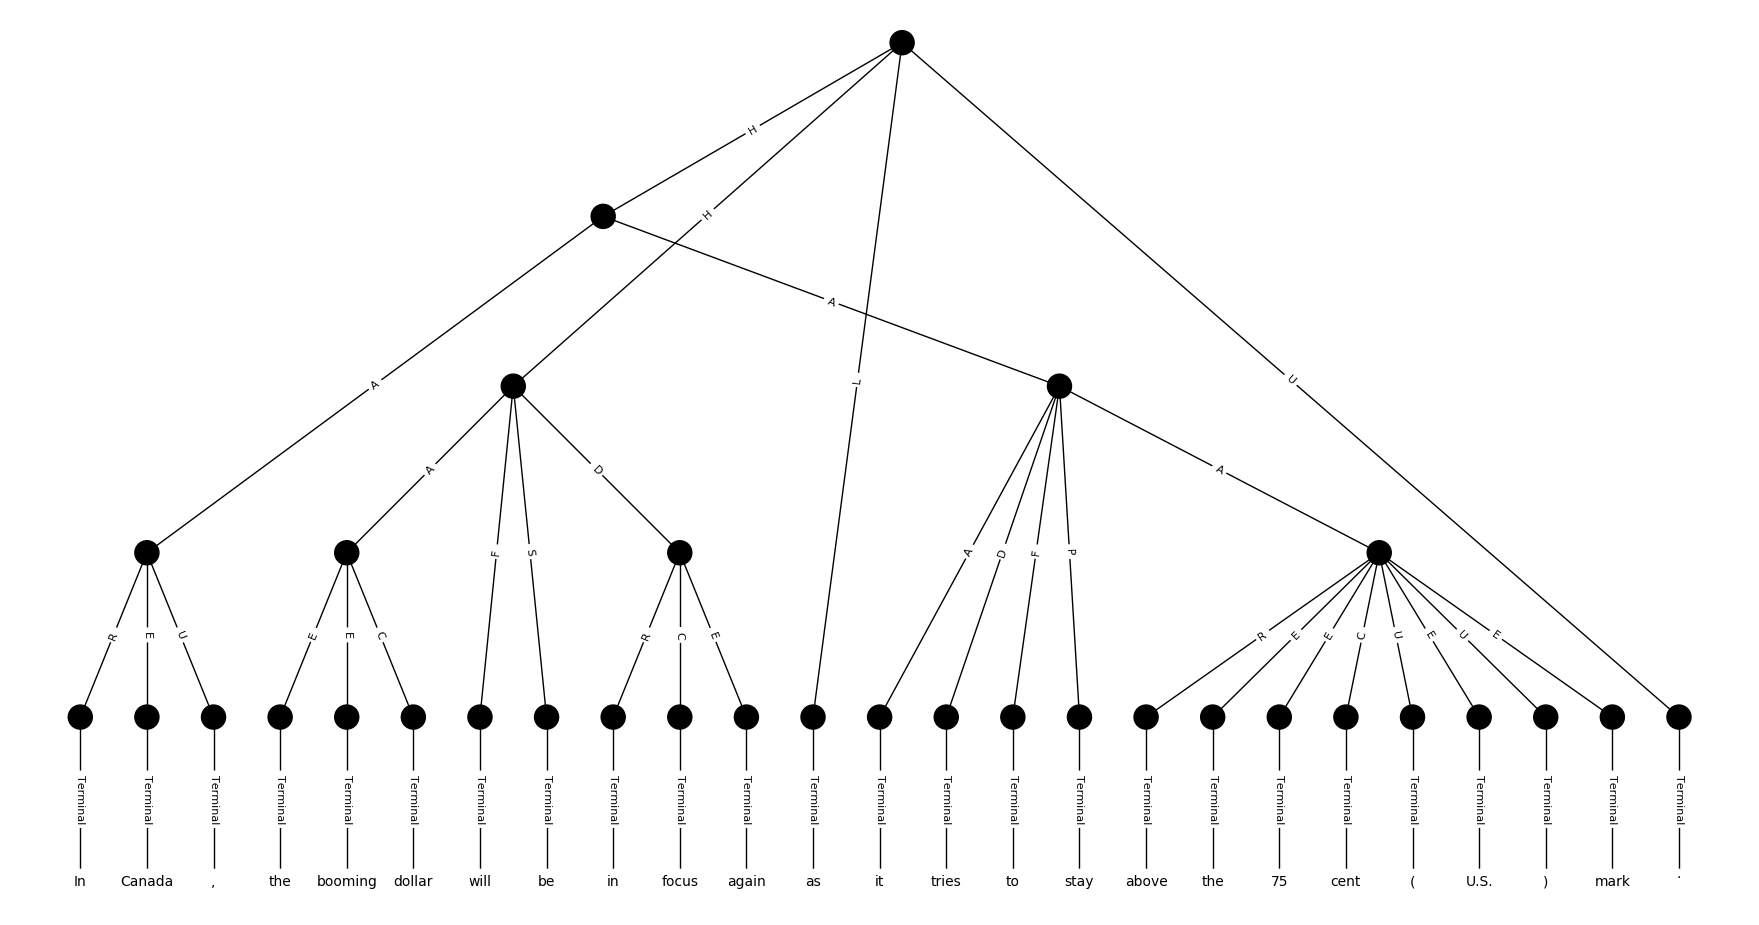 H
H
A
L
U
A
A
D
A
F
S
A
D
F
P
A
R
E
U
E
E
C
R
C
E
R
E
E
C
U
E
U
E
Terminal Terminal Terminal Terminal Terminal Terminal Terminal Terminal Terminal Terminal Terminal Terminal Terminal Terminal Terminal Terminal Terminal Terminal Terminal Terminal Terminal Terminal Terminal Terminal Terminal
In Canada , the booming dollar will be in focus again as it tries to stay above the 75 cent ( U.S. ) mark .